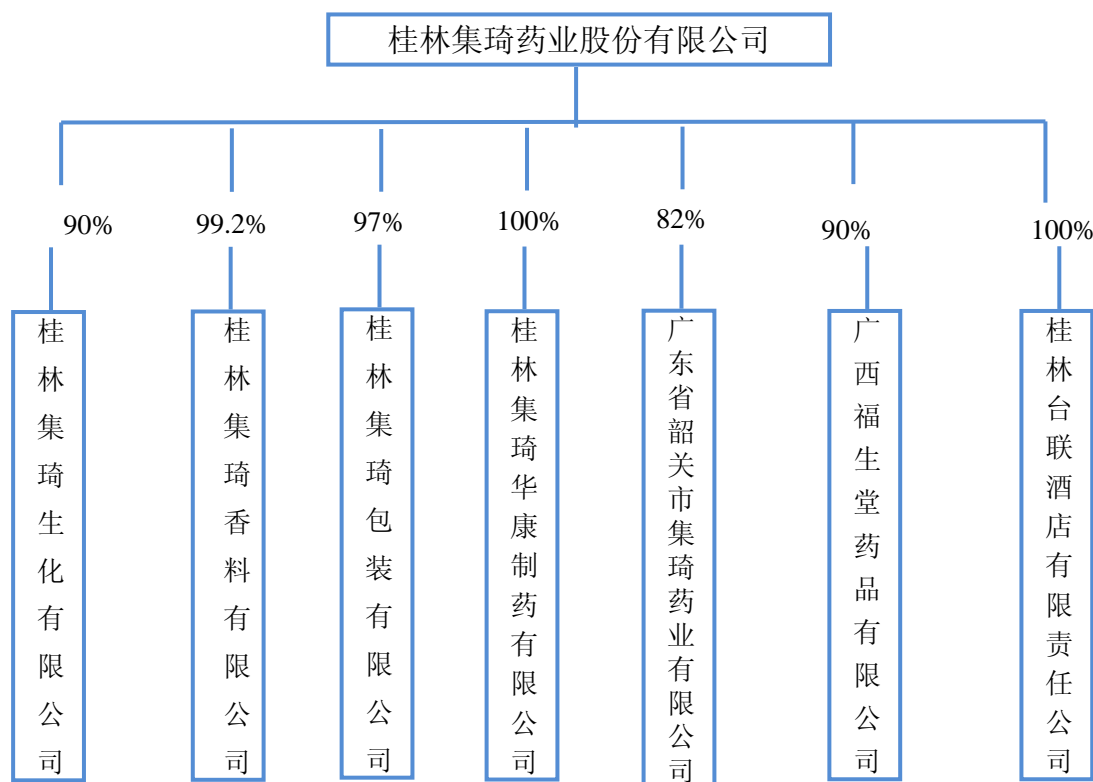 桂林集琦药业股份有限公司
90%
99.2%
97%
100%
82%
90%
100%
桂林集琦生化有限公司
桂林集琦香料有限公司
桂林集琦包装有限公司
桂林集琦华康制药有限公司
广东省韶关市集琦药业有限公司
广西福生堂药品有限公司
桂林台联酒店有限责任公司